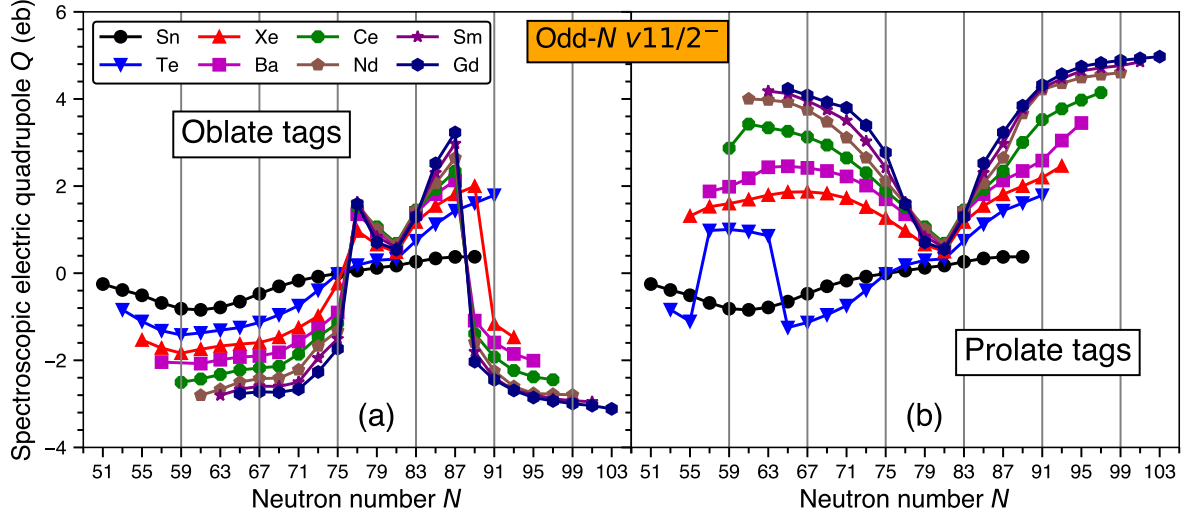 Odd-N ν11/2⁻
Spectroscopic electric quadrupole Q (eb)
6
4
2
0
−2
−4
Sn Xe Ce Sm
Te Ba Nd Gd
Oblate tags
(a)
51 55 59 63 67 71 75 79 83 87 91 95 99 103
Neutron number N
Prolate tags
(b)
51 55 59 63 67 71 75 79 83 87 91 95 99 103
Neutron number N